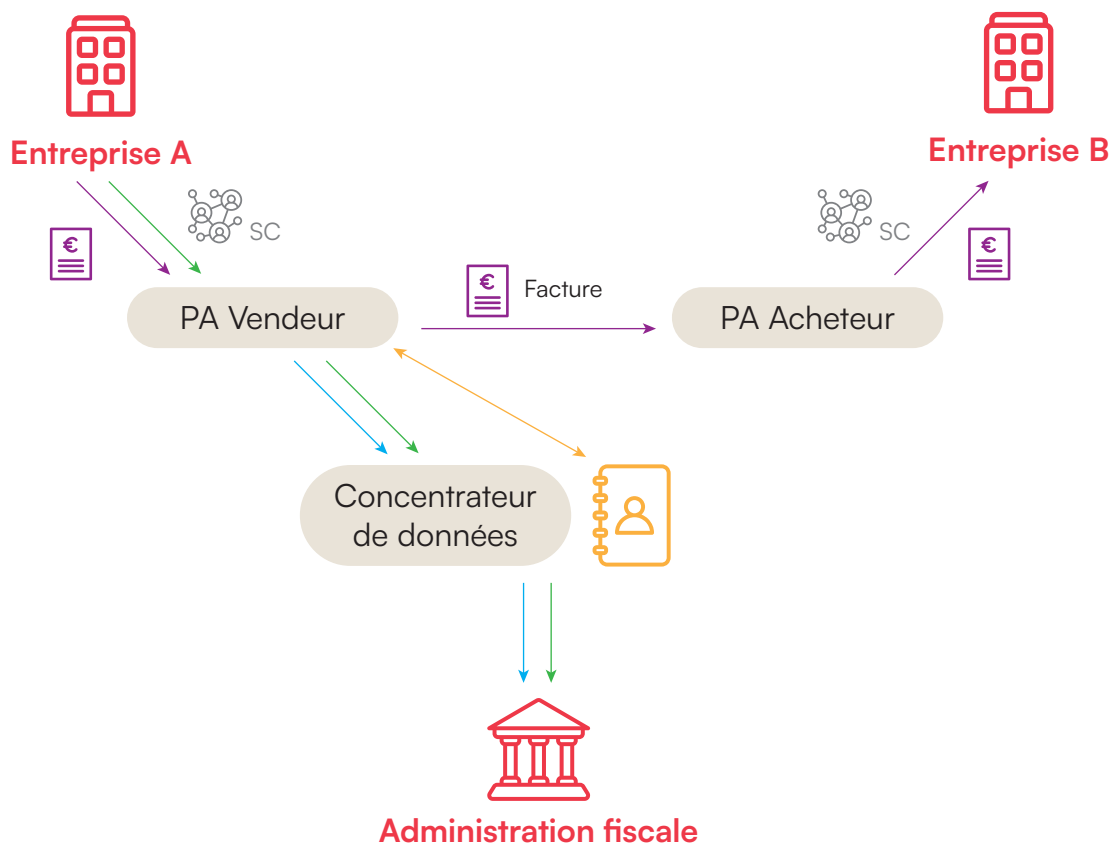 Entreprise A
Entreprise B
SC
SC
€
€
€
Facture
PA Vendeur
PA Acheteur
Concentrateur
de données
Administration fiscale